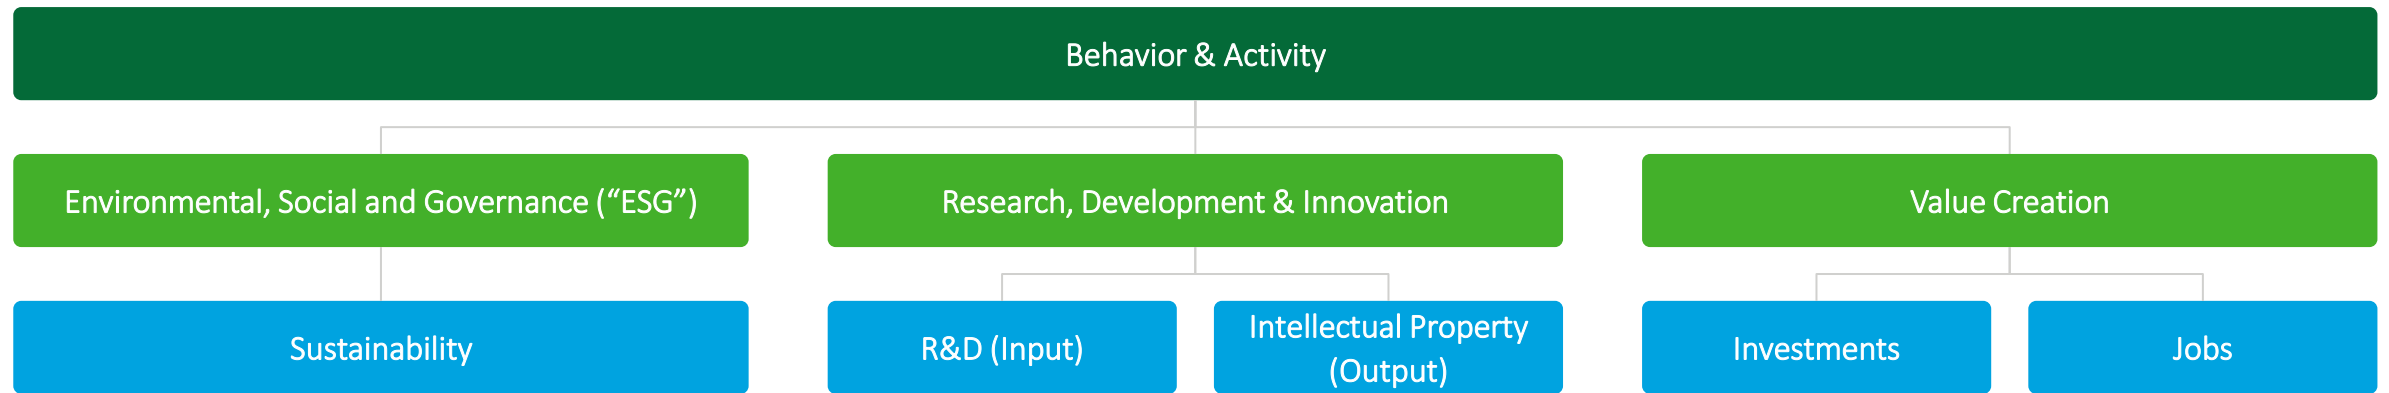 Behavior & Activity
Environmental, Social and Governance (“ESG”)
Research, Development & Innovation
Value Creation
Sustainability
R&D (Input)
Intellectual Property
(Output)
Investments
Jobs